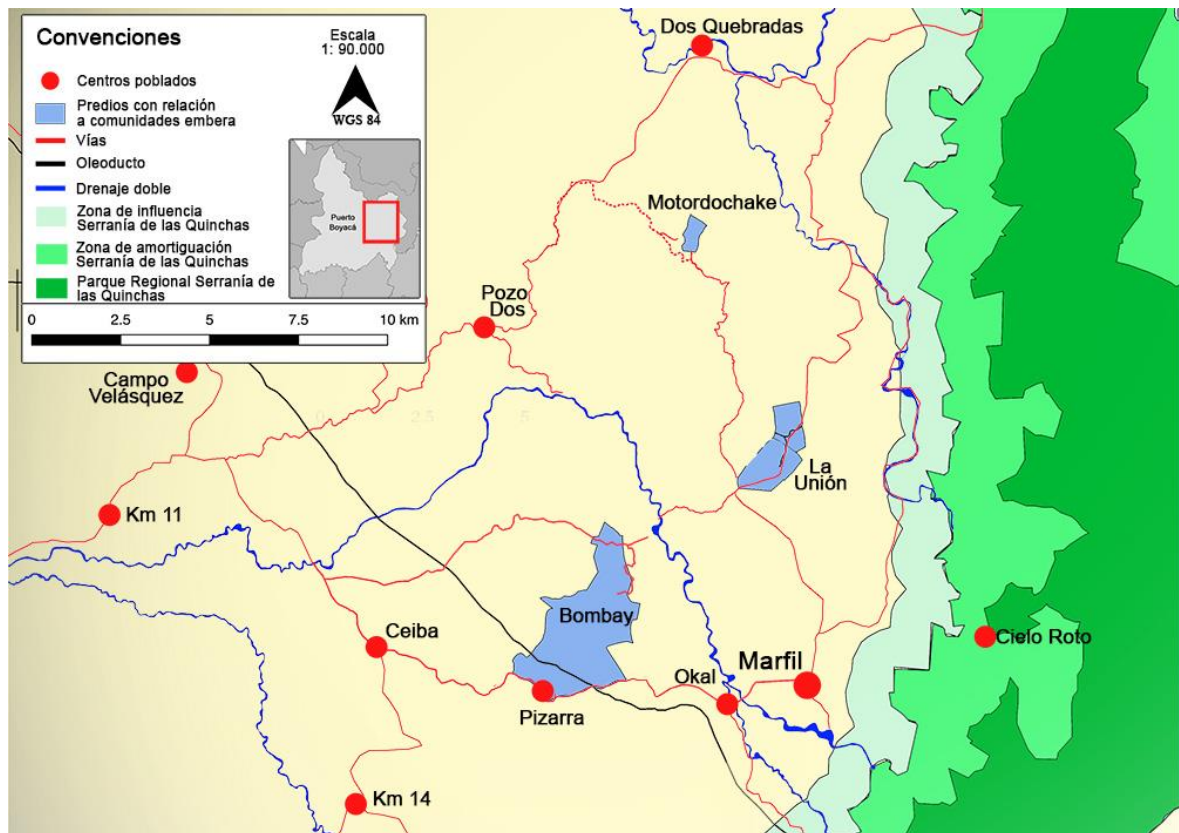 Convenciones
Escala
1: 90.000
WGS 84
Centros poblados
Predios con relación
a comunidades embera
Vías
Oleoducto
Drenaje doble
Zona de influencia
Serranía de las Quinchas
Zona de amortiguación
Serranía de las Quinchas
Parque Regional Serranía de
las Quinchas
Puerto
Boyacá
0 2.5 5 7.5 10 km
Dos Quebradas
Motordochake
Pozo
Dos
Campo
Velásquez
La
Unión
Km 11
Bombay
Ceiba
Cielo Roto
Marfil
Okal
Pizarra
Km 14